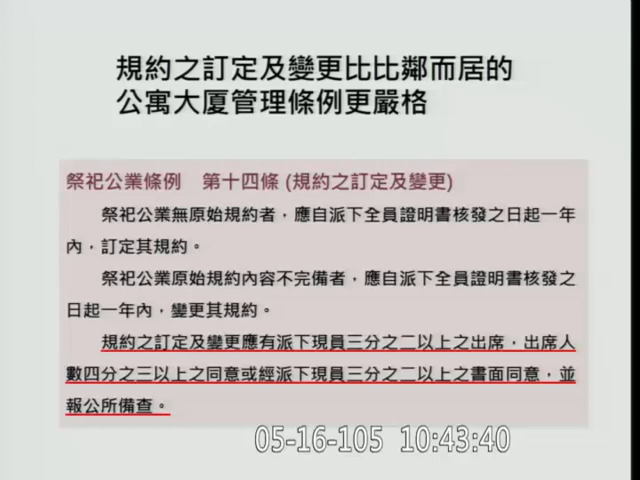 規約之訂定及變更比比鄰而居的
公寓大廈管理條例更嚴格
祭祀公業條例 第十四條 (規約之訂定及變更)
祭祀公業無原始規約者，應自派下全員證明書核發之日起一年
內，訂定其規約。
祭祀公業原始規約內容不完備者，應自派下全員證明書核發之
日起一年內，變更其規約。
規約之訂定及變更應有派下現員三分之二以上之出席，出席人
數四分之三以上之同意或經派下現員三分之二以上之書面同意，並
報公所備查。
05-16-105 10:43:40